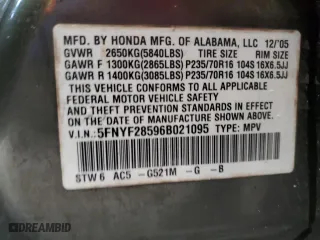 MFD BY HONDA MFG. OF ALABAMA, LLC 12/'05
GVWR 2650KG(5840LBS) TIRE SIZE RIM SIZE
GAWR F 1300KG(2865LBS)P235/70R16 104S 16X6.5JJ
GAWR R 1400KG(3085LBS)P235/70R16 104S 16X6.5JJ
THIS VEHICLE CONFORMS TO ALL APPLICABLE
FEDERAL MOTOR VEHICLE SAFETY AND
THEFT PREVENTION STANDARDS IN EFFECT ON
THE DATE OF MANUFACTURE SHOWN ABOVE.
V.I.N.: 5FNYF28596B021095 TYPE: MPV
STW 6 AC5 -G521M -G -B
DREAMBID